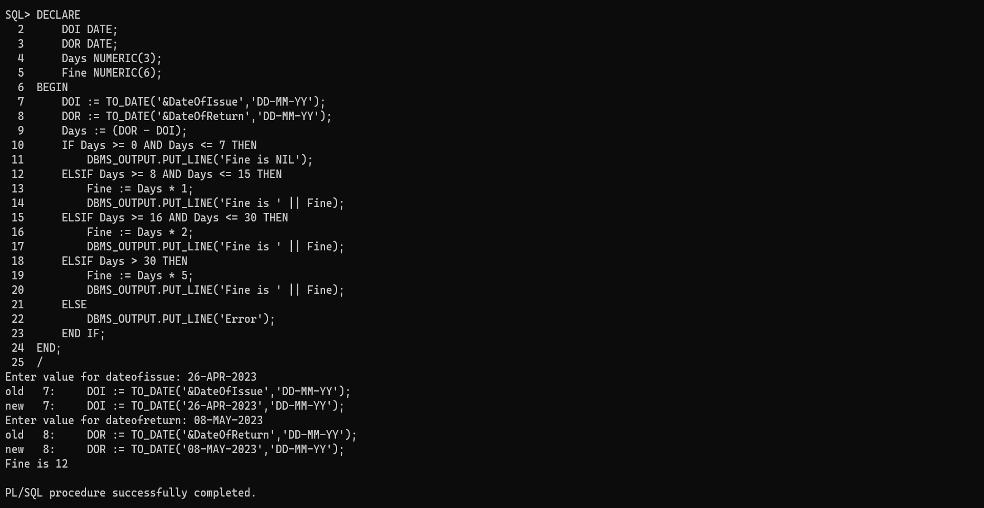 SQL> DECLARE
  2      DOI DATE;
  3      DOR DATE;
  4      Days NUMERIC(3);
  5      Fine NUMERIC(6);
  6  BEGIN
  7      DOI := TO_DATE('&DateOfIssue','DD-MM-YY');
  8      DOR := TO_DATE('&DateOfReturn','DD-MM-YY');
  9      Days := (DOR - DOI);
 10      IF Days >= 0 AND Days <= 7 THEN
 11          DBMS_OUTPUT.PUT_LINE('Fine is NIL');
 12      ELSIF Days >= 8 AND Days <= 15 THEN
 13          Fine := Days * 1;
 14          DBMS_OUTPUT.PUT_LINE('Fine is ' || Fine);
 15      ELSIF Days >= 16 AND Days <= 30 THEN
 16          Fine := Days * 2;
 17          DBMS_OUTPUT.PUT_LINE('Fine is ' || Fine);
 18      ELSIF Days > 30 THEN
 19          Fine := Days * 5;
 20          DBMS_OUTPUT.PUT_LINE('Fine is ' || Fine);
 21      ELSE
 22          DBMS_OUTPUT.PUT_LINE('Error');
 23      END IF;
 24  END;
 25  /
Enter value for dateofissue: 26-APR-2023
old   7:     DOI := TO_DATE('&DateOfIssue','DD-MM-YY');
new   7:     DOI := TO_DATE('26-APR-2023','DD-MM-YY');
Enter value for dateofreturn: 08-MAY-2023
old   8:     DOR := TO_DATE('&DateOfReturn','DD-MM-YY');
new   8:     DOR := TO_DATE('08-MAY-2023','DD-MM-YY');
Fine is 12
PL/SQL procedure successfully completed.